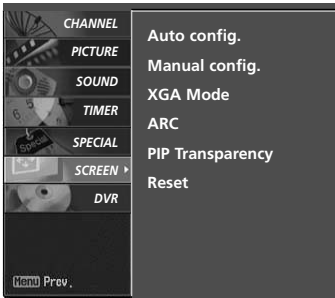 CHANNEL
PICTURE
SOUND
TIMER
SPECIAL
SCREEN
DVR
Menu Prev.
Auto config.
Manual config.
XGA Mode
ARC
PIP Transparency
Reset